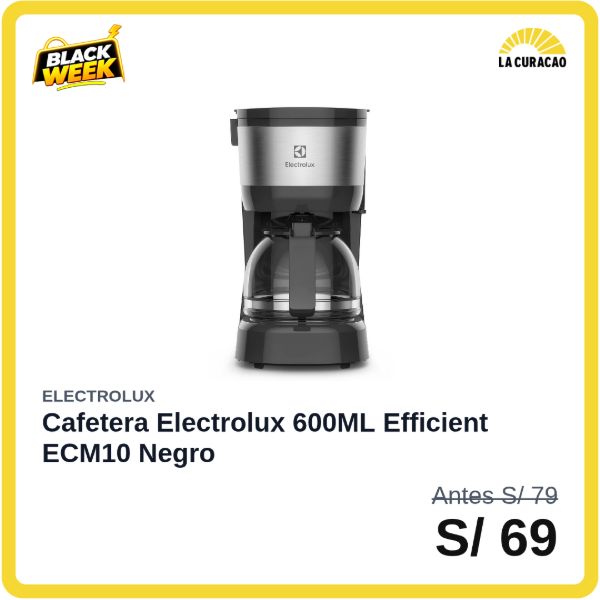 BLACK
WEEK
LA CURACAO
Electrolux
ELECTROLUX
Cafetera Electrolux 600ML Efficient
ECM10 Negro
Antes S/ 79
S/ 69